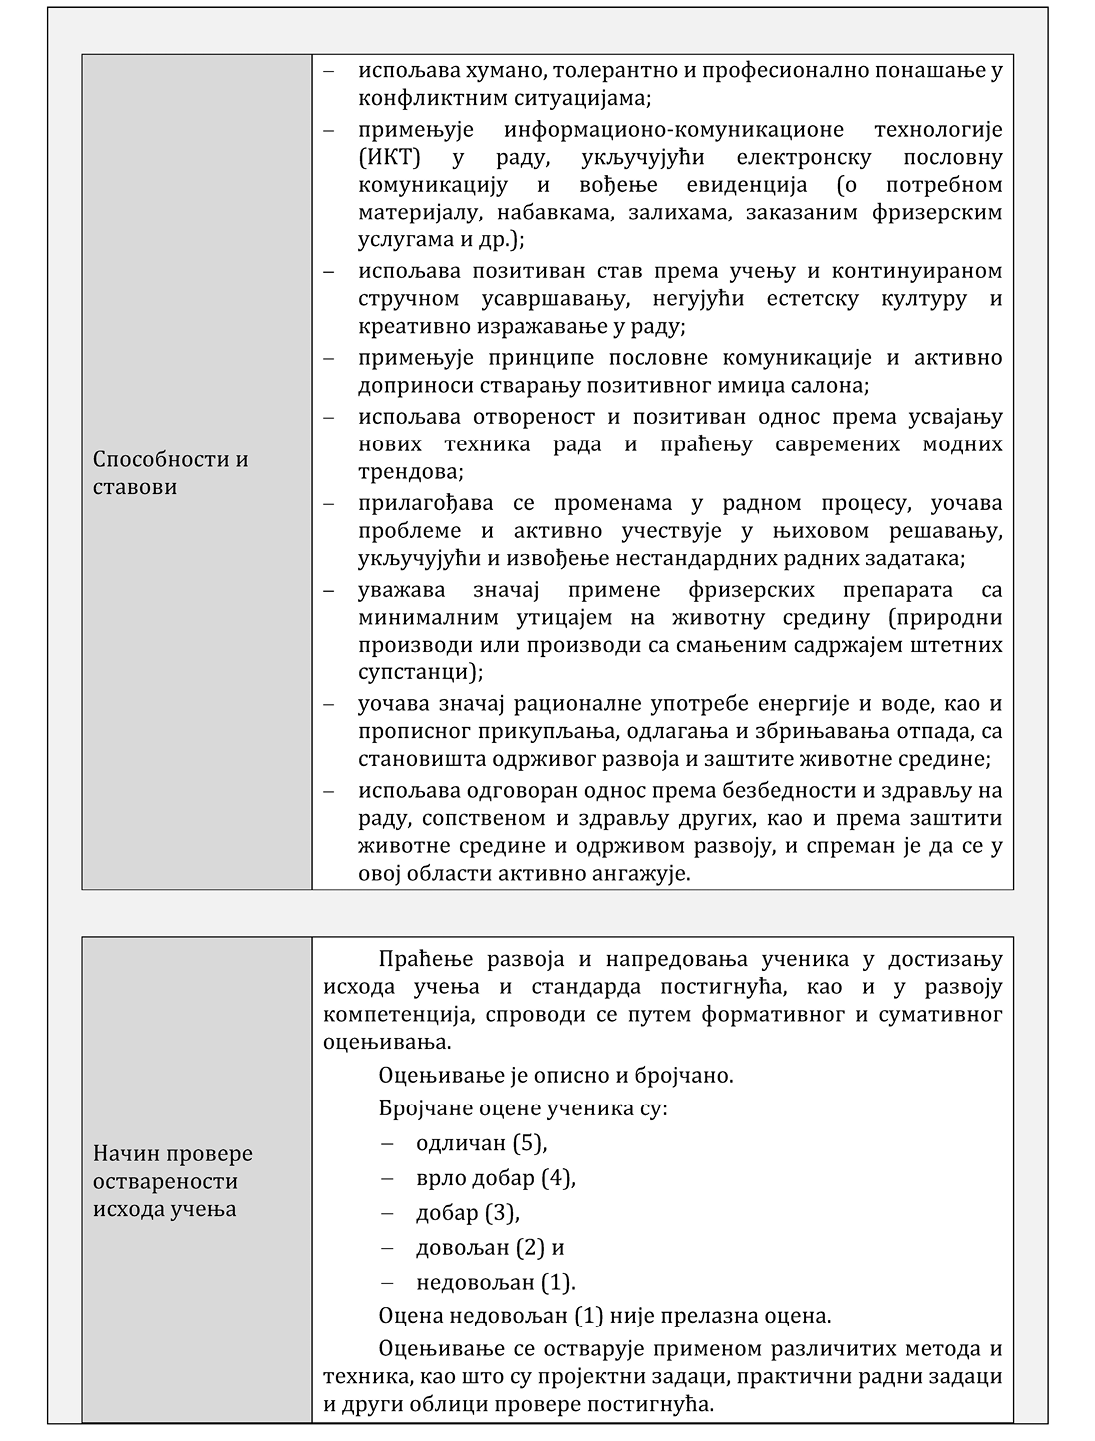 Способности и
ставови
– испољава хумано, толерантно и професионално понашање у
конфликтним ситуацијама;
– примењује информационо-комуникационе технологије
(ИКТ) у раду, укључујући електронску пословну
комуникацију и вођење евиденција (о потребном
материјалу, набавкама, залихама, заказаним фризерским
услугама и др.);
– испољава позитиван став према учењу и континуираном
стручном усавршавању, негујући естетску културу и
креативно изражавање у раду;
– примењује принципе пословне комуникације и активно
доприноси стварању позитивног имиџа салона;
– испољава отвореност и позитиван однос према усвајању
нових техника рада и праћењу савремених модних
трендова;
– прилагођава се променама у радном процесу, уочава
проблеме и активно учествује у њиховом решавању,
укључујући и извођење нестандардних радних задатака;
– уважава значај примене фризерских препарата са
минималним утицајем на животну средину (природни
производи или производи са смањеним садржајем штетних
супстанци);
– уочава значај рационалне употребе енергије и воде, као и
прописног прикупљања, одлагања и збрињавања отпада, са
становишта одрживог развоја и заштите животне средине;
– испољава одговоран однос према безбедности и здрављу на
раду, сопственом и здрављу других, као и према заштити
животне средине и одрживом развоју, и спреман је да се у
овој области активно ангажује.
Начин провере
остварености
исхода учења
Праћење развоја и напредовања ученика у достизању
исхода учења и стандарда постигнућа, као и у развоју
компетенција, спроводи се путем формативног и сумативног
оцењивања.
Оцењивање је описно и бројчано.
Бројчане оцене ученика су:
– одличан (5),
– врло добар (4),
– добар (3),
– довољан (2) и
– недовољан (1).
Оцена недовољан (1) није прелазна оцена.
Оцењивање се остварује применом различитих метода и
техника, као што су пројектни задаци, практични радни задаци
и други облици провере постигнућа.